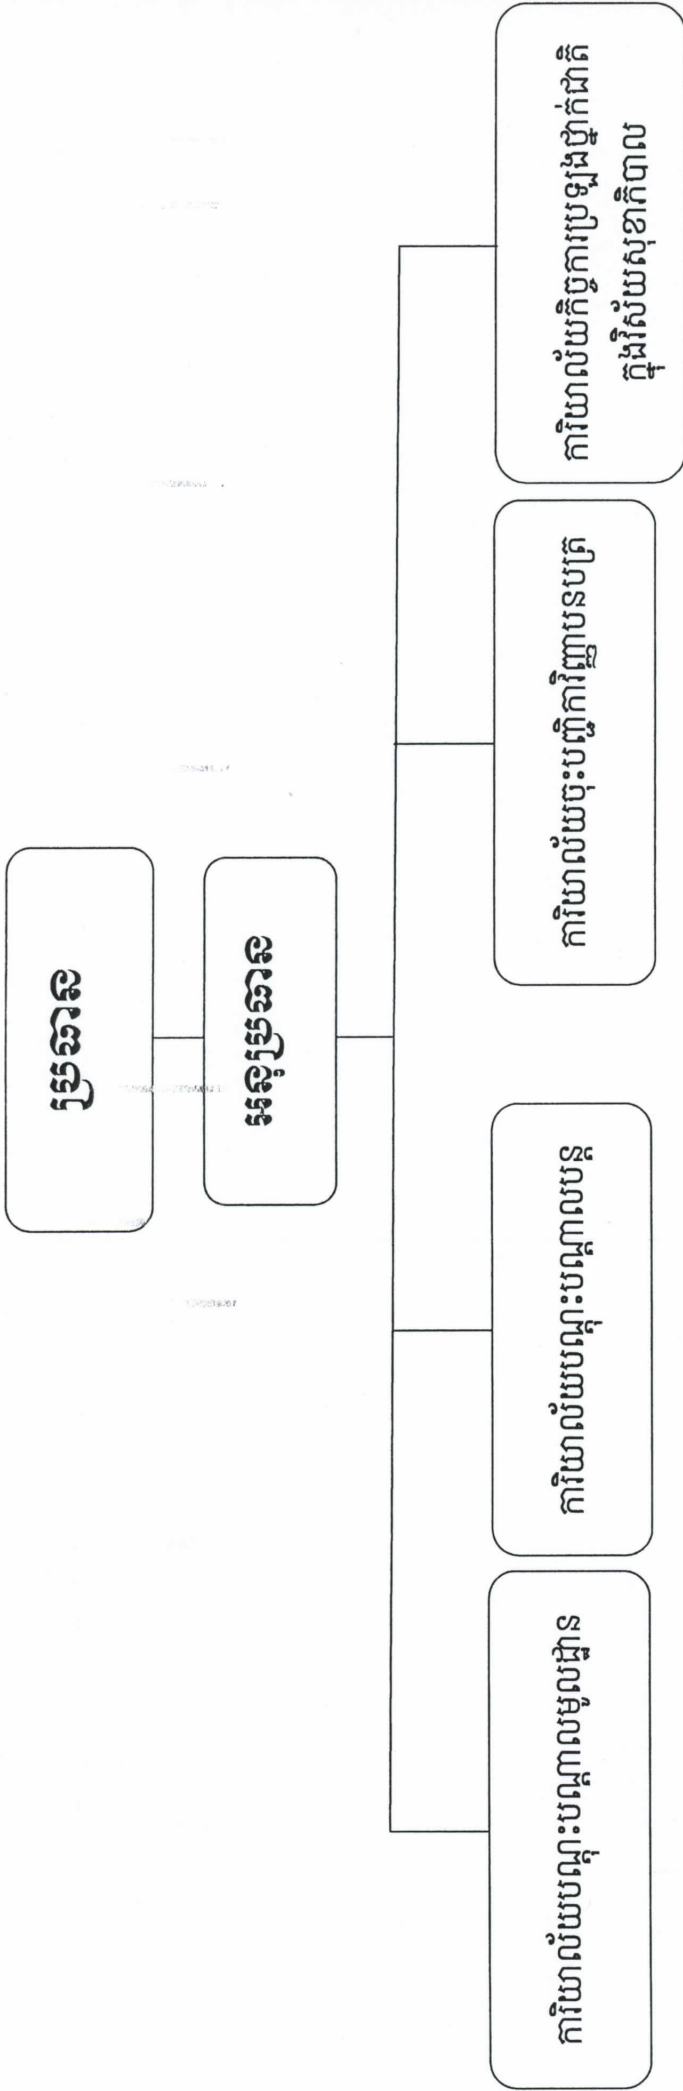 ប្រធាន
អនុប្រធាន
ការិយាល័យបណ្តុះបណ្តាលមូលដ្ឋាន
ការិយាល័យបណ្តុះបណ្តាលបន្ត
ការិយាល័យចុះបញ្ជិកាវិញ្ញាបនបត្រ
ការិយាល័យកិច្ចការប្រឡងថ្នាក់ជាតិ
ក្នុងវិស័យសុខាភិបាល